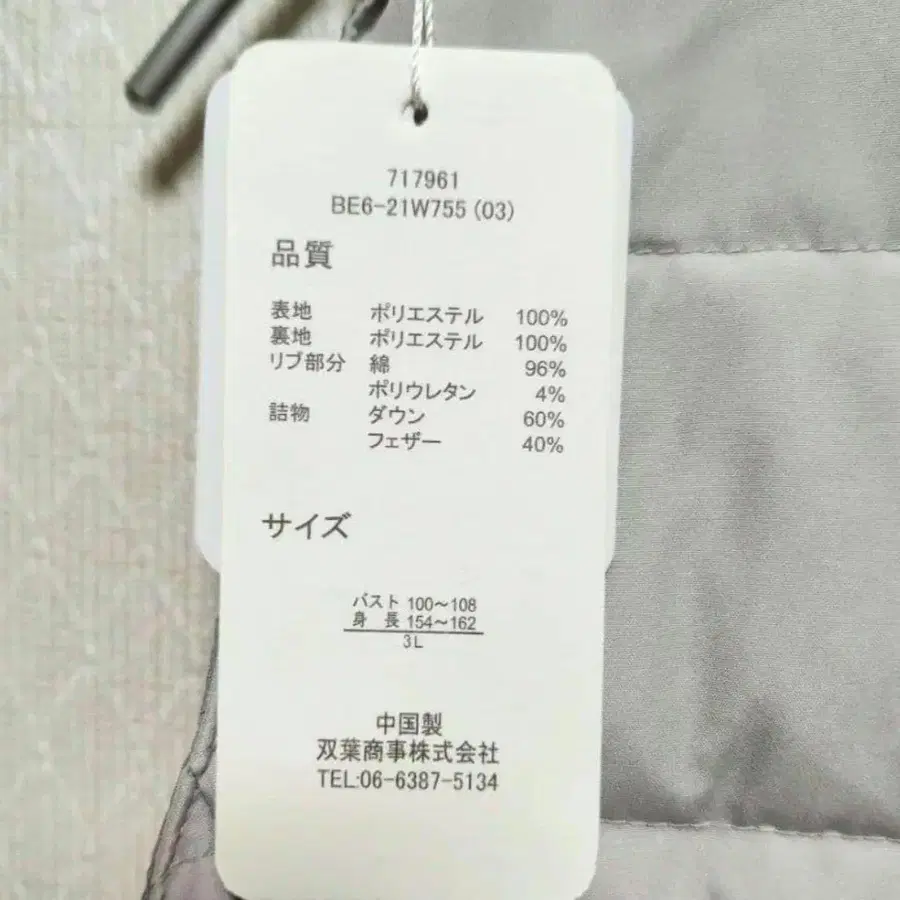 717961
BE6-21W755 (03)
品質
表地 ポリエステル 100%
裏地 ポリエステル 100%
リブ部分 綿 96%
ポリウレタン 4%
詰物 ダウン 60%
フェザー 40%
サイズ
バスト 100〜108
身長 154〜162
3L
中国製
双葉商事株式会社
TEL:06-6387-5134